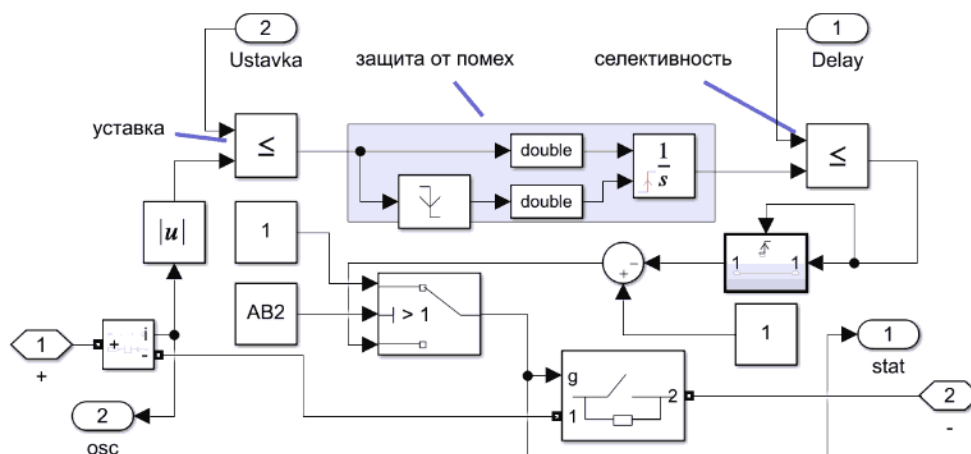 2
Ustavka
защита от помех
селективность
1
Delay
уставка
≤
double
1
s
≤
double
|u|
1
1
1
AB2
> 1
-
+
1
1
+
+
i
-
1
stat
g
1
2
2
-
2
osc